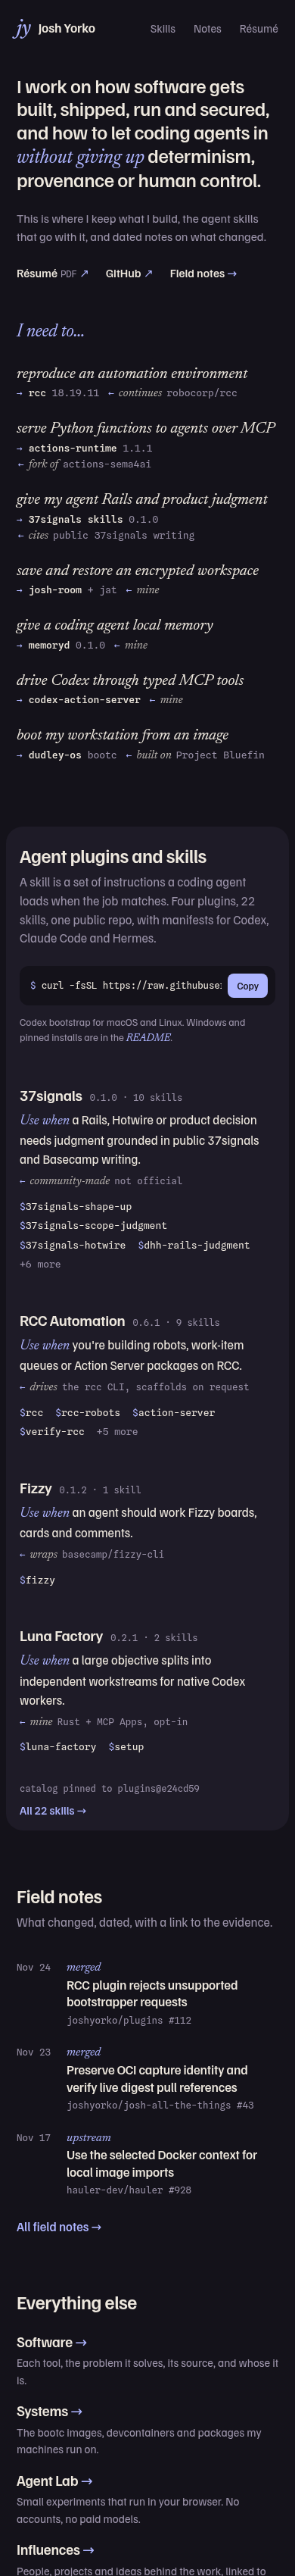 jy Josh Yorko Skills Notes Résumé
I work on how software gets
built, shipped, run and secured,
and how to let coding agents in
without giving up determinism,
provenance or human control.
This is where I keep what I build, the agent skills
that go with it, and dated notes on what changed.
Résumé PDF ↗ GitHub ↗ Field notes →
I need to...
reproduce an automation environment
→ rcc 18.19.11 ← continues robocorp/rcc
serve Python functions to agents over MCP
→ actions-runtime 1.1.1
← fork of actions-sema4ai
give my agent Rails and product judgment
→ 37signals skills 0.1.0
← cites public 37signals writing
save and restore an encrypted workspace
→ josh-room + jat ← mine
give a coding agent local memory
→ memoryd 0.1.0 ← mine
drive Codex through typed MCP tools
→ codex-action-server ← mine
boot my workstation from an image
→ dudley-os bootc ← built on Project Bluefin
Agent plugins and skills
A skill is a set of instructions a coding agent
loads when the job matches. Four plugins, 22
skills, one public repo, with manifests for Codex,
Claude Code and Hermes.
$ curl -fsSL https://raw.githubuse Copy
Codex bootstrap for macOS and Linux. Windows and
pinned installs are in the README.
37signals 0.1.0 · 10 skills
Use when a Rails, Hotwire or product decision
needs judgment grounded in public 37signals
and Basecamp writing.
← community-made not official
$37signals-shape-up
$37signals-scope-judgment
$37signals-hotwire $dhh-rails-judgment
+6 more
RCC Automation 0.6.1 · 9 skills
Use when you're building robots, work-item
queues or Action Server packages on RCC.
← drives the rcc CLI, scaffolds on request
$rcc $rcc-robots $action-server
$verify-rcc +5 more
Fizzy 0.1.2 · 1 skill
Use when an agent should work Fizzy boards,
cards and comments.
← wraps basecamp/fizzy-cli
$fizzy
Luna Factory 0.2.1 · 2 skills
Use when a large objective splits into
independent workstreams for native Codex
workers.
← mine Rust + MCP Apps, opt-in
$luna-factory $setup
catalog pinned to plugins@e24cd59
All 22 skills →
Field notes
What changed, dated, with a link to the evidence.
Nov 24 merged
RCC plugin rejects unsupported
bootstrapper requests
joshyorko/plugins #112
Nov 23 merged
Preserve OCI capture identity and
verify live digest pull references
joshyorko/josh-all-the-things #43
Nov 17 upstream
Use the selected Docker context for
local image imports
hauler-dev/hauler #928
All field notes →
Everything else
Software →
Each tool, the problem it solves, its source, and whose it
is.
Systems →
The bootc images, devcontainers and packages my
machines run on.
Agent Lab →
Small experiments that run in your browser. No
accounts, no paid models.
Influences →
People, projects and ideas behind the work, linked to